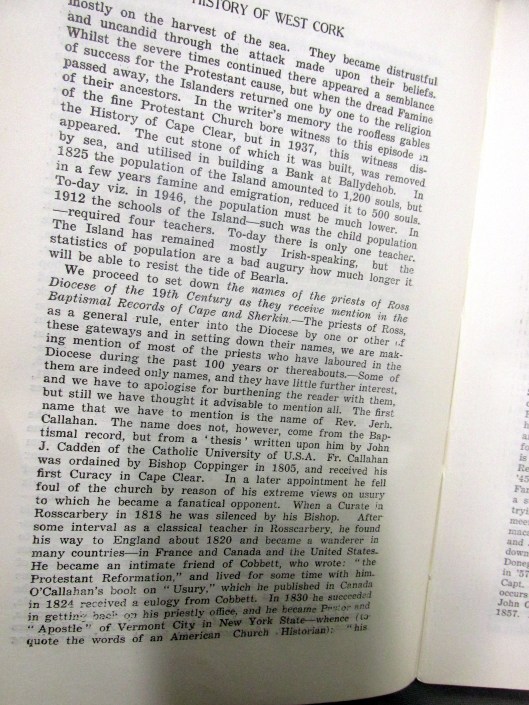 HISTORY OF WEST CORK
mostly on the harvest of the sea. They became distrustful
and uncandid through the attack made upon their beliefs.
Whilst the severe times continued there appeared a semblance
of success for the Protestant cause, but when the dread Famine
passed away, the Islanders returned one by one to the religion
of their ancestors. In the writer's memory the roofless gables
of the fine Protestant Church bore witness to this episode in
the History of Cape Clear, but in 1937, this witness dis-
appeared. The cut stone of which it was built, was removed
by sea, and utilised in building a Bank at Ballydehob. In
1825 the population of the Island amounted to 1,200 souls, but
in a few years famine and emigration, reduced it to 500 souls.
To-day viz. in 1946, the population must be much lower. In
1912 the schools of the Island—such was the child population
—required four teachers. To-day there is only one teacher.
The Island has remained mostly Irish-speaking, but the
statistics of population are a bad augury how much longer it
will be able to resist the tide of Bearla.
We proceed to set down the names of the priests of Ross
Diocese of the 19th Century as they receive mention in the
Baptismal Records of Cape and Sherkin.—The priests of Ross,
as a general rule, enter into the Diocese by one or other of
these gateways and in setting down their names, we are mak-
ing mention of most of the priests who have laboured in the
Diocese during the past 100 years or thereabouts.—Some of
them are indeed only names, and they have little further interest,
and we have to apologise for burthening the reader with them,
but still we have thought it advisable to mention all. The first
name that we have to mention is the name of Rev. Jerh.
Callahan. The name does not, however, come from the Bap-
tismal record, but from a 'thesis' written upon him by John
J. Cadden of the Catholic University of U.S.A. Fr. Callahan
was ordained by Bishop Coppinger in 1805, and received his
first Curacy in Cape Clear. In a later appointment he fell
foul of the church by reason of his extreme views on usury
to which he became a fanatical opponent. When a Curate in
Rosscarbery in 1818 he was silenced by his Bishop. After
some interval as a classical teacher in Rosscarbery, he found
his way to England about 1820 and became a wanderer in
many countries—in France and Canada and the United States.
He became an intimate friend of Cobbett, who wrote: "the
Protestant Reformation," and lived for some time with him.
O'Callahan's book on "Usury," which he published in Canada
in 1824 received a eulogy from Cobbett. In 1830 he succeeded
in getting back on his priestly office, and he became Pastor and
"Apostle" of Vermont City in New York State—whence (to
quote the words of an American Church Historian): "his
as
of
fo
is
Re
'45
Fa
a s
tryi
mee
mac
and
dow
Doneg
in '57
Capt.
occurs
John C
1857.